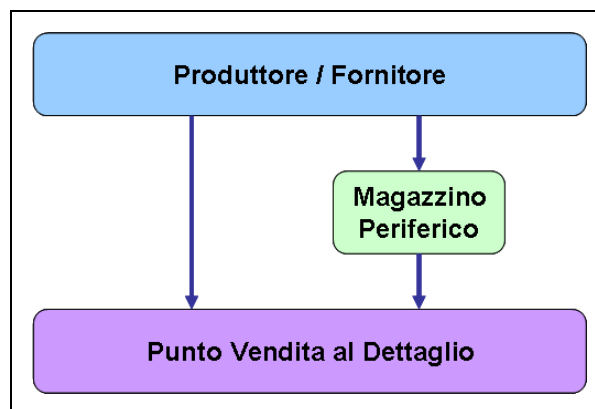 Produttore / Fornitore
Magazzino
Periferico
Punto Vendita al Dettaglio